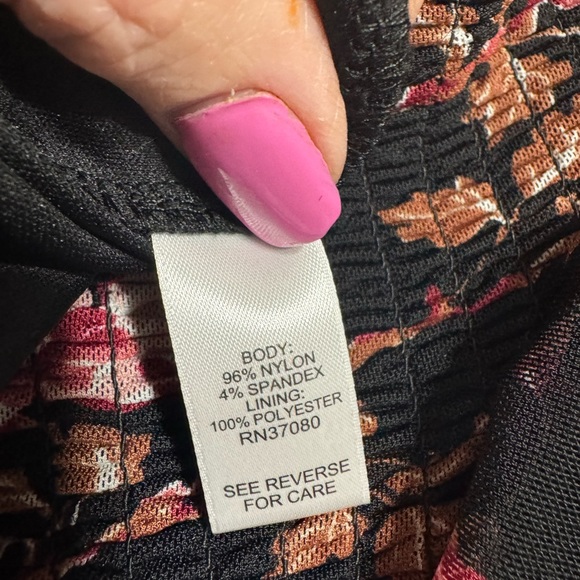 BODY:
96% NYLON
4% SPANDEX
LINING:
100% POLYESTER
RN37080
SEE REVERSE
FOR CARE